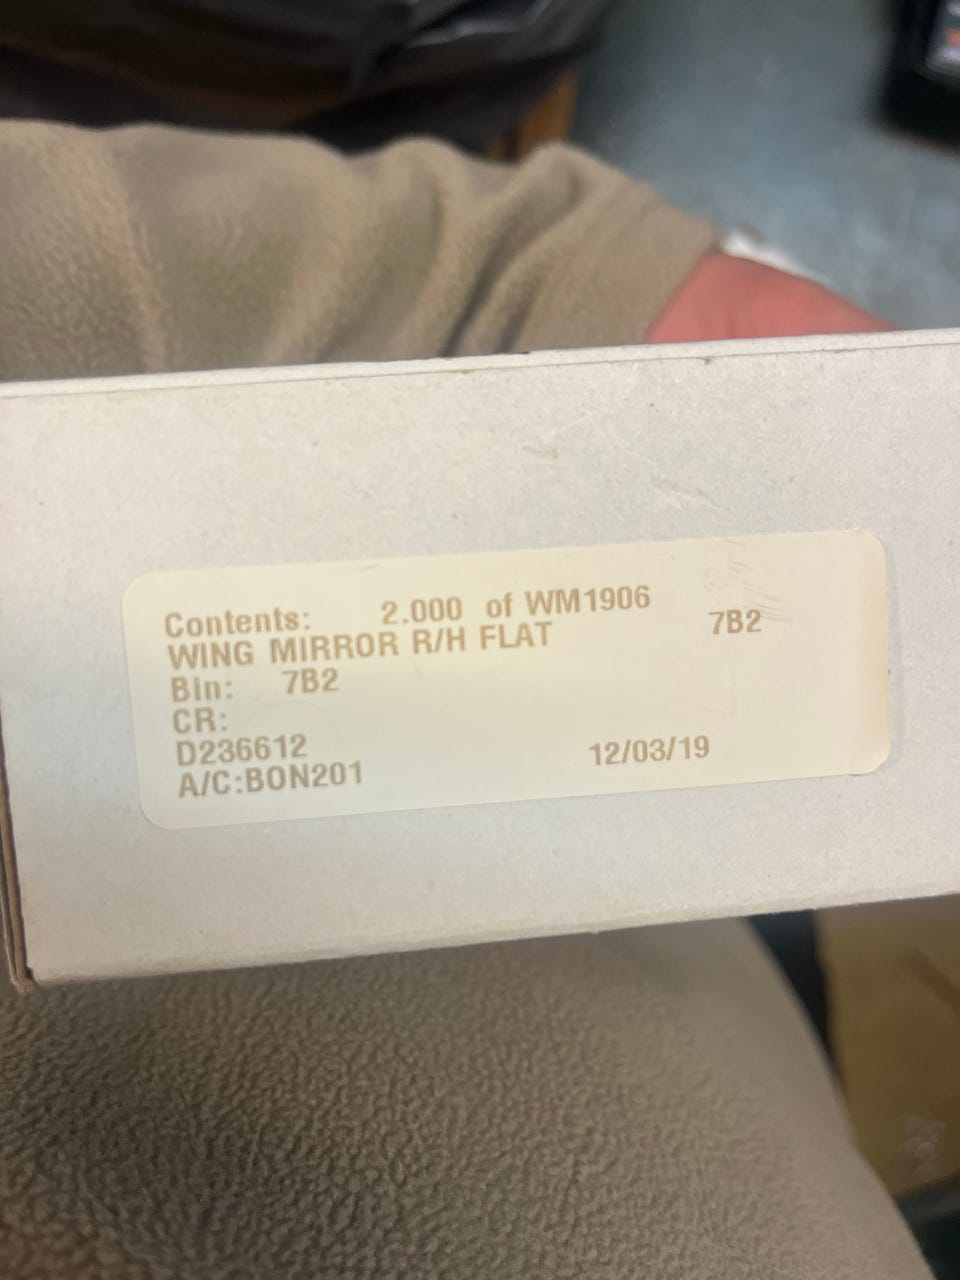 Contents: 2.000 of WM1906
WING MIRROR R/H FLAT 7B2
Bin: 7B2
CR:
D236612 12/03/19
A/C:BON201